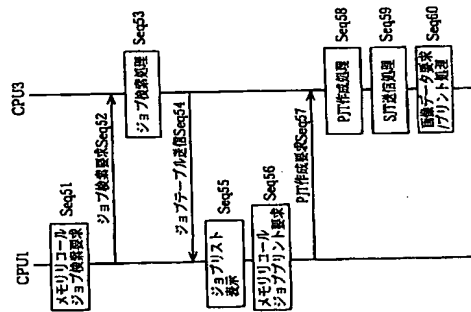 CPU1
CPU3
メモリリコール
ジョブ検索要求
Seq51
ジョブ検索要求Seq52
ジョブ検索処理
Seq53
ジョブテーブル送信Seq54
ジョブリスト
表示
Seq55
メモリリコール
ジョブプリント要求
Seq56
PJT作成要求Seq57
PJT作成処理
Seq58
SJT送信処理
Seq59
画像データ要求
/プリント処理
Seq60